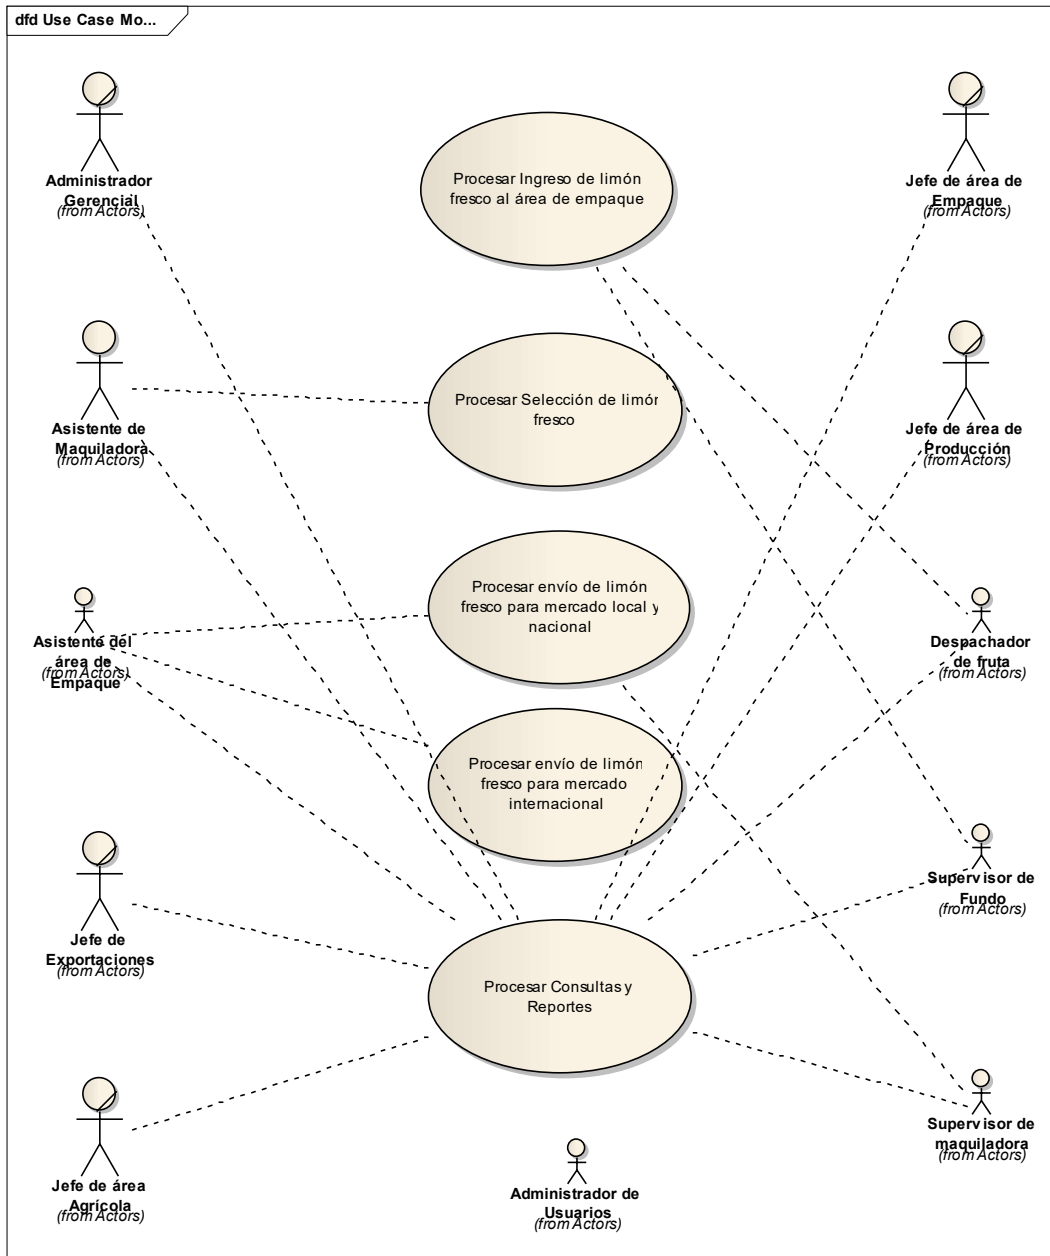 dfd Use Case Mo...
Administrador
Gerencial
(from Actors)
Procesar Ingreso de limón
fresco al área de empaque
Jefe de área de
Empaque
(from Actors)
Asistente de
Maquiladora
(from Actors)
Procesar Selección de limón
fresco
Jefe de área de
Producción
(from Actors)
Procesar envío de limón
fresco para mercado local y
nacional
Asistente del
área de
(from Actors)
Empaque
Despachador
de fruta
(from Actors)
Procesar envío de limón
fresco para mercado
internacional
Jefe de
Exportaciones
(from Actors)
Supervisor de
Fundo
(from Actors)
Procesar Consultas y
Reportes
Jefe de área
Agrícola
(from Actors)
Administrador de
Usuarios
(from Actors)
Supervisor de
maquiladora
(from Actors)